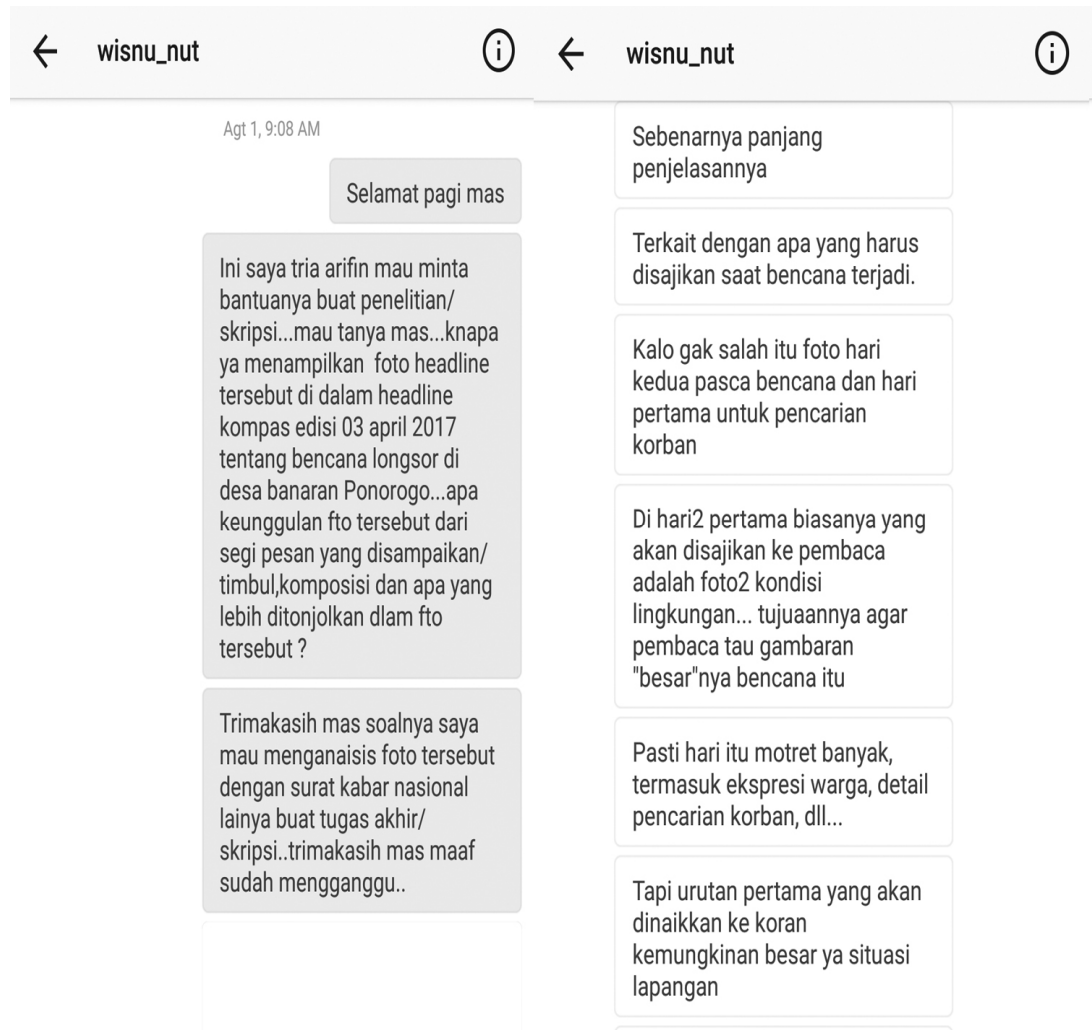 wisnu_nut
Agt 1, 9:08 AM
Selamat pagi mas
Ini saya tria arifin mau minta
bantuanya buat penelitian/
skripsi...mau tanya mas...knapa
ya menampilkan  foto headline
tersebut di dalam headline
kompas edisi 03 april 2017
tentang bencana longsor di
desa banaran Ponorogo...apa
keunggulan fto tersebut dari
segi pesan yang disampaikan/
timbul,komposisi dan apa yang
lebih ditonjolkan dlam fto
tersebut ?
Trimakasih mas soalnya saya
mau menganaisis foto tersebut
dengan surat kabar nasional
lainya buat tugas akhir/
skripsi..trimakasih mas maaf
sudah mengganggu..
wisnu_nut
Sebenarnya panjang
penjelasannya
Terkait dengan apa yang harus
disajikan saat bencana terjadi.
Kalo gak salah itu foto hari
kedua pasca bencana dan hari
pertama untuk pencarian
korban
Di hari2 pertama biasanya yang
akan disajikan ke pembaca
adalah foto2 kondisi
lingkungan... tujuaannya agar
pembaca tau gambaran
"besar"nya bencana itu
Pasti hari itu motret banyak,
termasuk ekspresi warga, detail
pencarian korban, dll...
Tapi urutan pertama yang akan
dinaikkan ke koran
kemungkinan besar ya situasi
lapangan